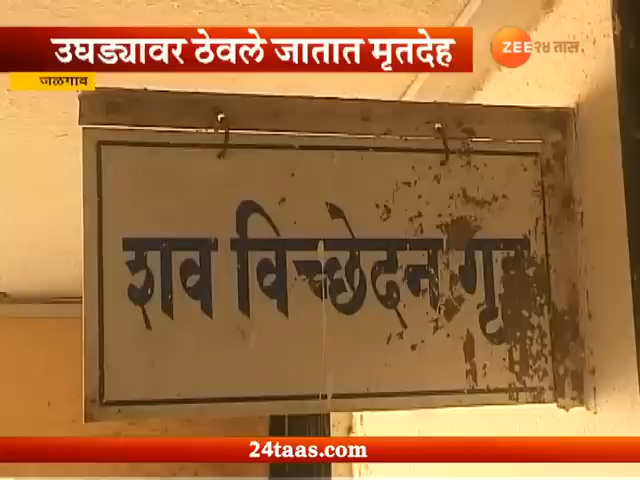 उघड्यावर ठेवले जातात मृतदेह
ZEE २४ तास
जळगाव
शव विच्छेदन गृह
24taas.com